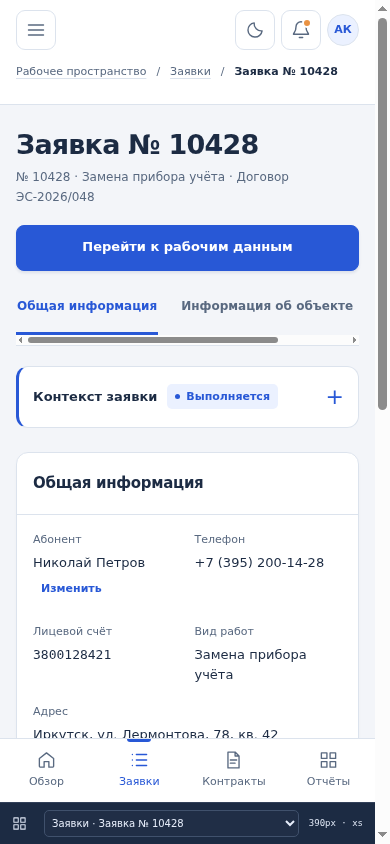 АК
Рабочее пространство / Заявки / Заявка № 10428
Заявка № 10428
№ 10428 · Замена прибора учёта · Договор
ЭС-2026/048
Перейти к рабочим данным
Общая информация Информация об объекте
Контекст заявки Выполняется +
Общая информация
Абонент Телефон
Николай Петров +7 (395) 200-14-28
Изменить
Лицевой счёт Вид работ
3800128421 Замена прибора
учёта
Адрес
Иркутск, ул. Лермонтова, 78, кв. 42
Обзор Заявки Контракты Отчёты
Заявки · Заявка № 10428 390px · xs